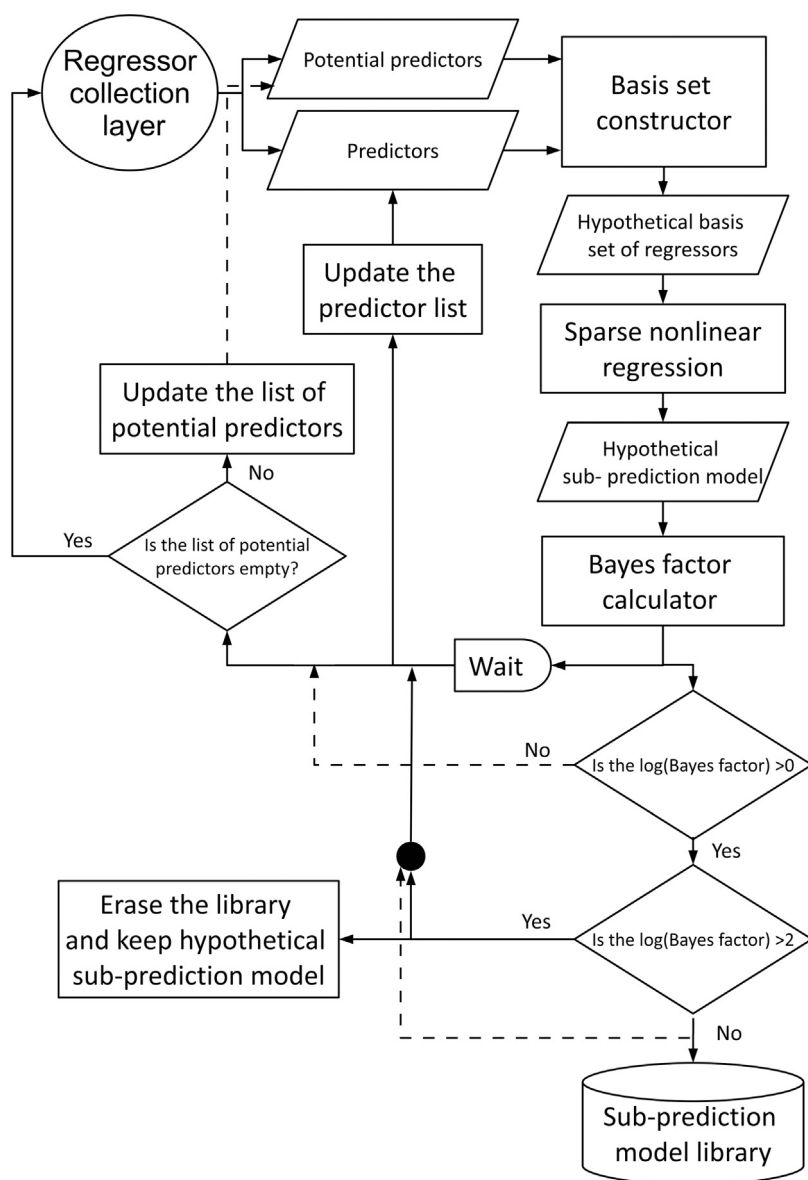 Regressor
collection
layer
Potential predictors
Predictors
Basis set
constructor
Hypothetical basis
set of regressors
Update the
predictor list
Sparse nonlinear
regression
Update the list of
potential predictors
Hypothetical
sub- prediction model
No
Yes
Is the list of potential
predictors empty?
Bayes factor
calculator
Wait
No
Is the log(Bayes factor) >0
Yes
Erase the library
and keep hypothetical
sub-prediction model
Yes
Is the log(Bayes factor) >2
No
Sub-prediction
model library